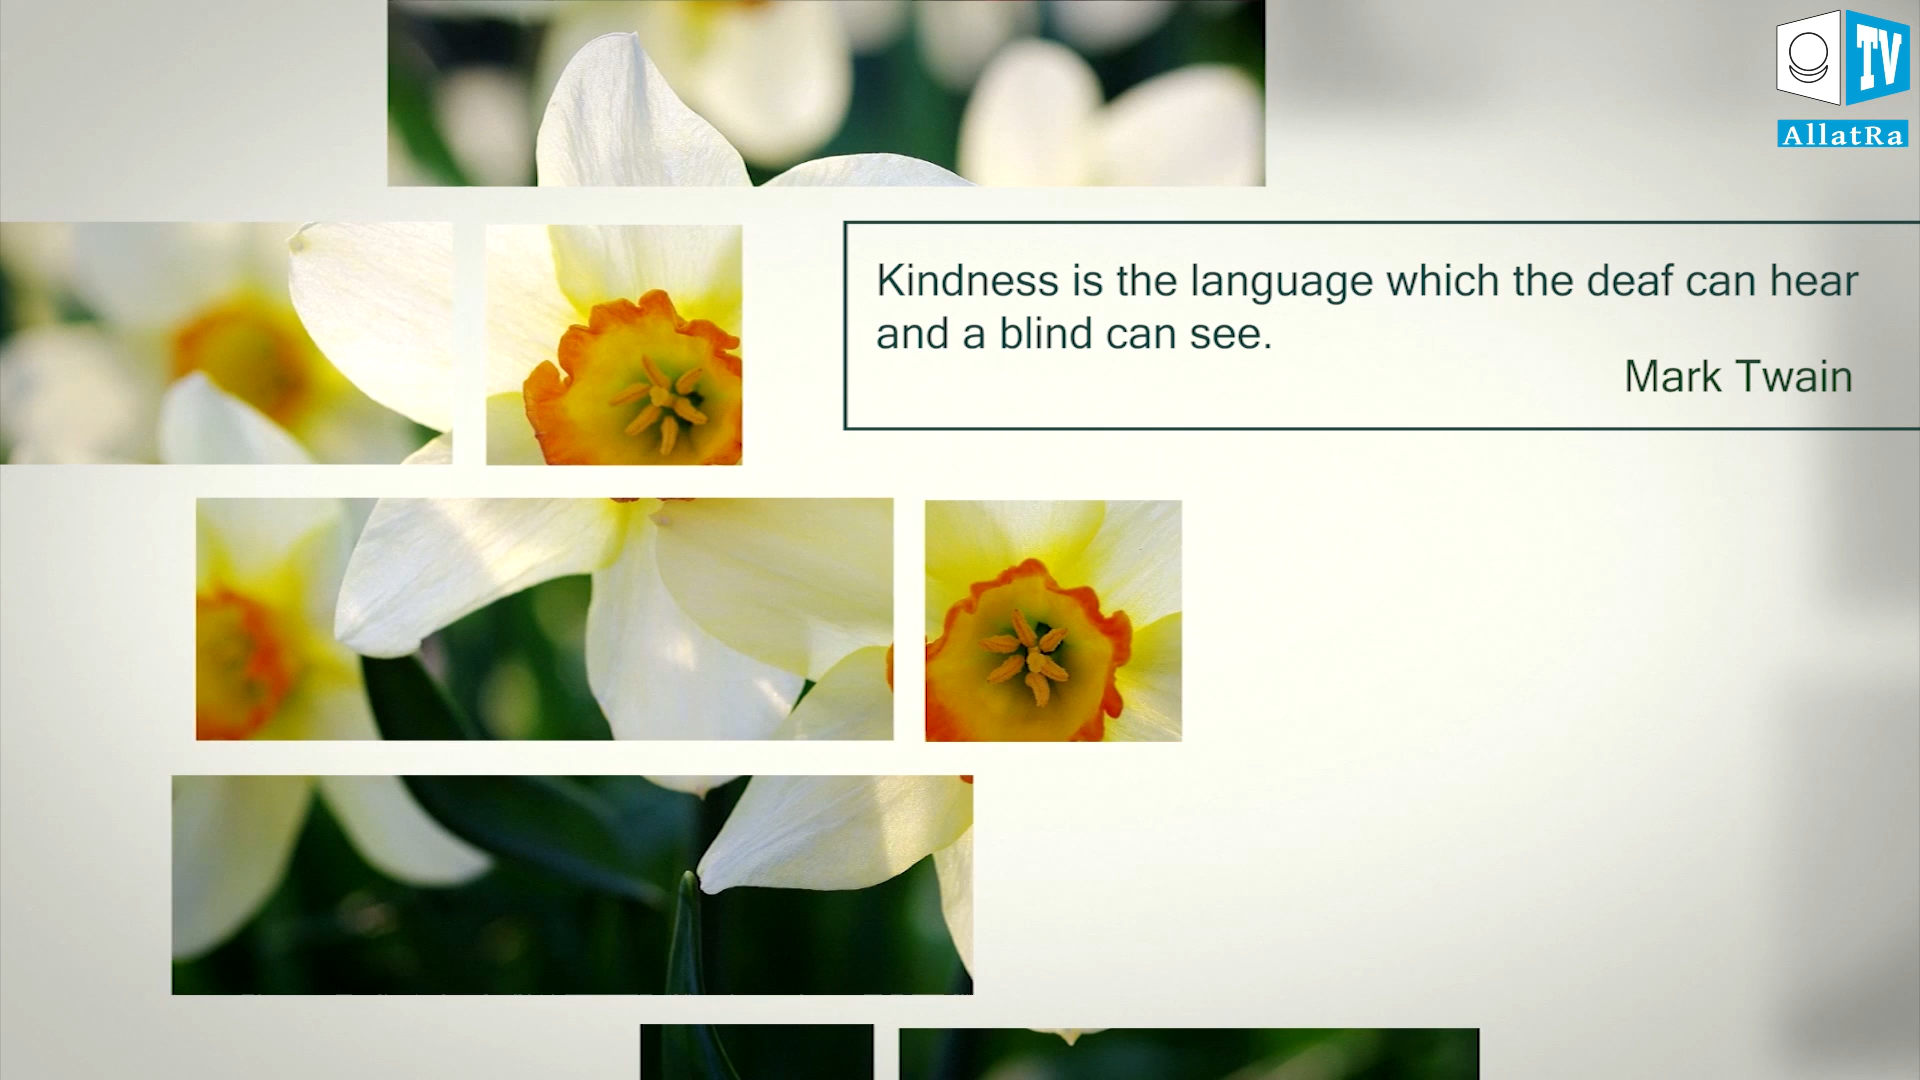 TV
AllatRa
Kindness is the language which the deaf can hear
and a blind can see.
Mark Twain